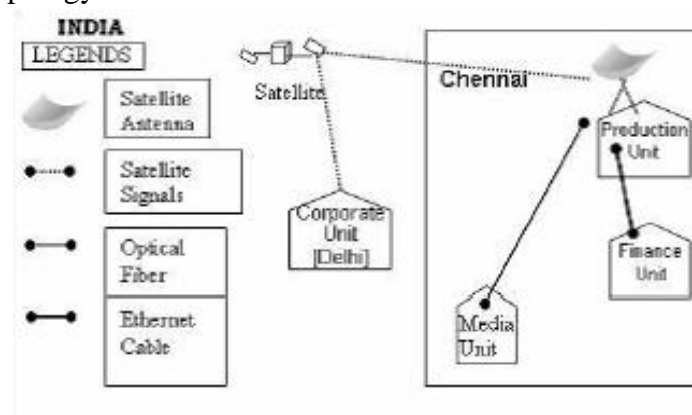 INDIA
LEGENDS
Satellite
Antenna
Satellite
Signals
Optical
Fiber
Ethernet
Cable
Satellite
Corporate
Unit
[Delhi]
Chennai
Production
Unit
Finance
Unit
Media
Unit